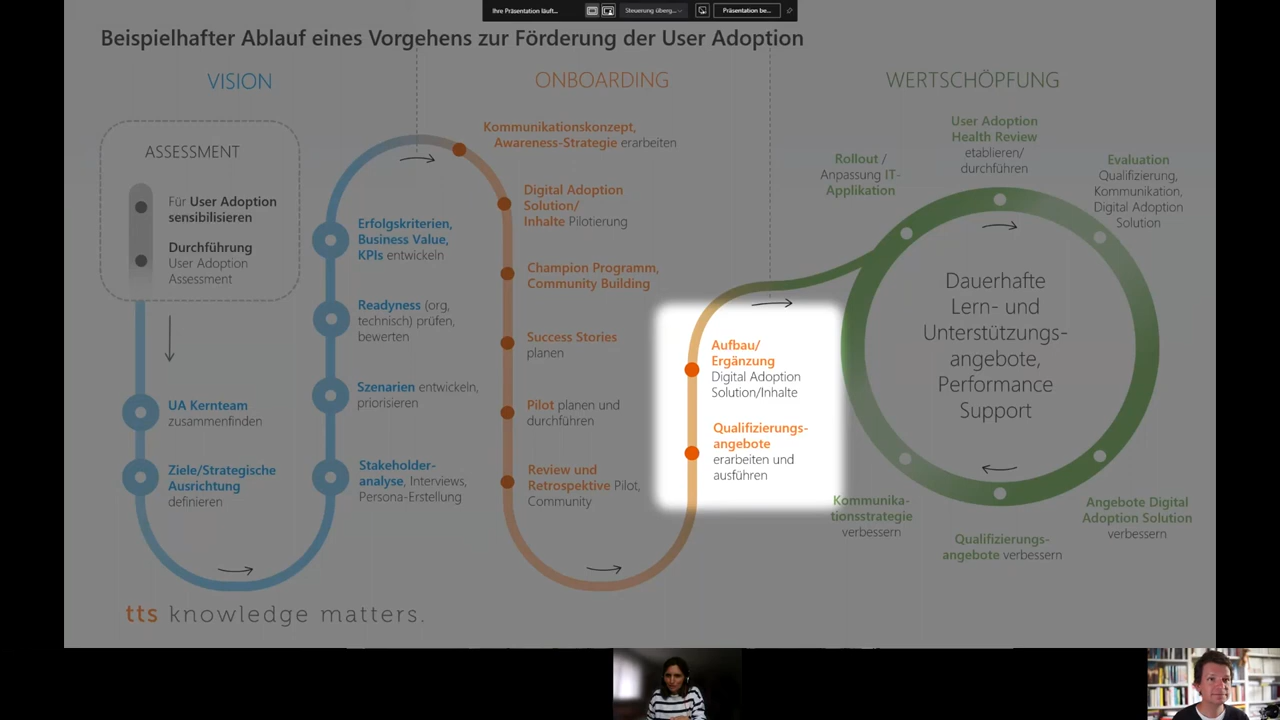 Ihre Präsentation läuft...
Steuerung überg...
Präsentation be...
Beispielhafter Ablauf eines Vorgehens zur Förderung der User Adoption
VISION
ONBOARDING
WERTSCHÖPFUNG
ASSESSMENT
Für User Adoption
sensibilisieren
Durchführung
User Adoption
Assessment
UA Kernteam
zusammenfinden
Ziele/Strategische
Ausrichtung
definieren
Erfolgskriterien,
Business Value,
KPIs entwickeln
Readyness (org,
technisch) prüfen,
bewerten
Szenarien entwickeln,
priorisieren
Stakeholder-
analyse, Interviews,
Persona-Erstellung
Kommunikationskonzept,
Awareness-Strategie erarbeiten
Digital Adoption
Solution/
Inhalte Pilotierung
Champion Programm,
Community Building
Success Stories
planen
Pilot planen und
durchführen
Review und
Retrospektive Pilot,
Community
Aufbau/
Ergänzung
Digital Adoption
Solution/Inhalte
Qualifizierungs-
angebote
erarbeiten und
ausführen
Rollout /
Anpassung IT-
Applikation
User Adoption
Health Review
etablieren/
durchführen
Evaluation
Qualifizierung,
Kommunikation,
Digital Adoption
Solution
Dauerhafte
Lern- und
Unterstützungs-
angebote,
Performance
Support
Kommunika-
tionsstrategie
verbessern
Qualifizierungs-
angebote verbessern
Angebote Digital
Adoption Solution
verbessern
tts knowledge matters.